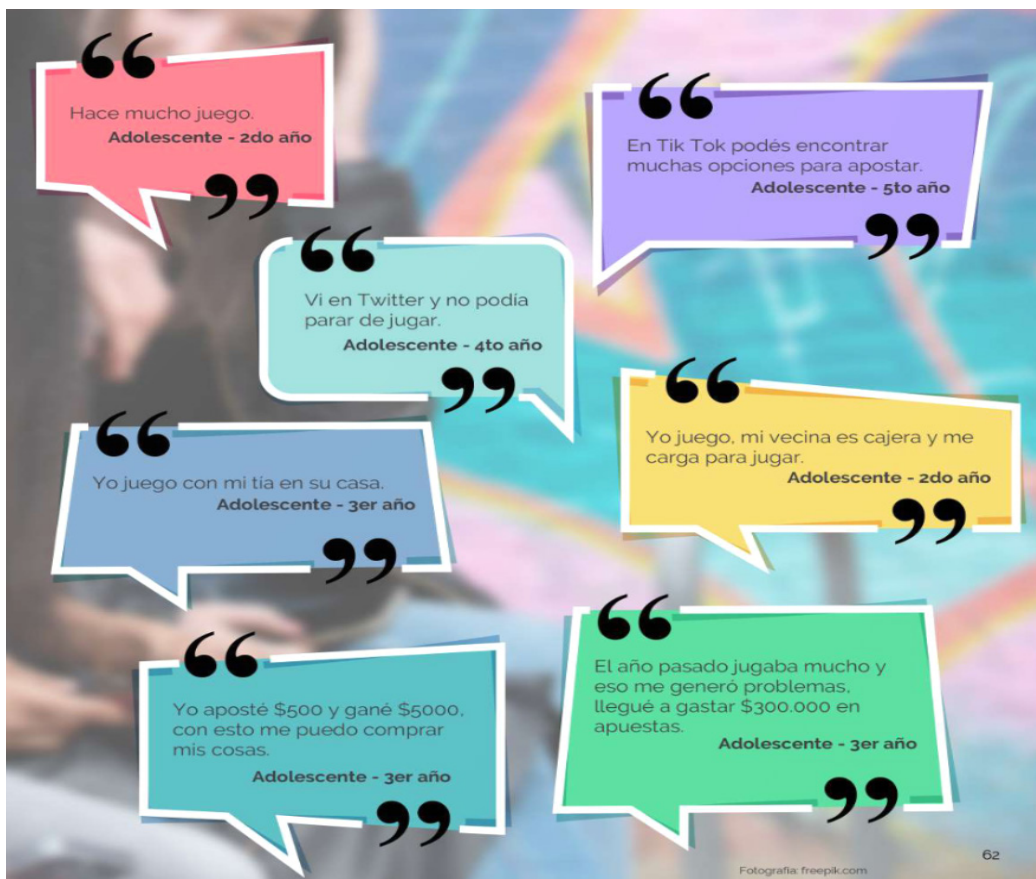 Hace mucho juego.
Adolescente - 2do año
En Tik Tok podés encontrar
muchas opciones para apostar.
Adolescente - 5to año
Vi en Twitter y no podía
parar de jugar.
Adolescente - 4to año
Yo juego, mi vecina es cajera y me
carga para jugar.
Adolescente - 2do año
Yo juego con mi tía en su casa.
Adolescente - 3er año
El año pasado jugaba mucho y
eso me generó problemas,
llegué a gastar $300.000 en
apuestas.
Adolescente - 3er año
Yo aposté $500 y gané $5000,
con esto me puedo comprar
mis cosas.
Adolescente - 3er año
62
Fotografía: freepik.com